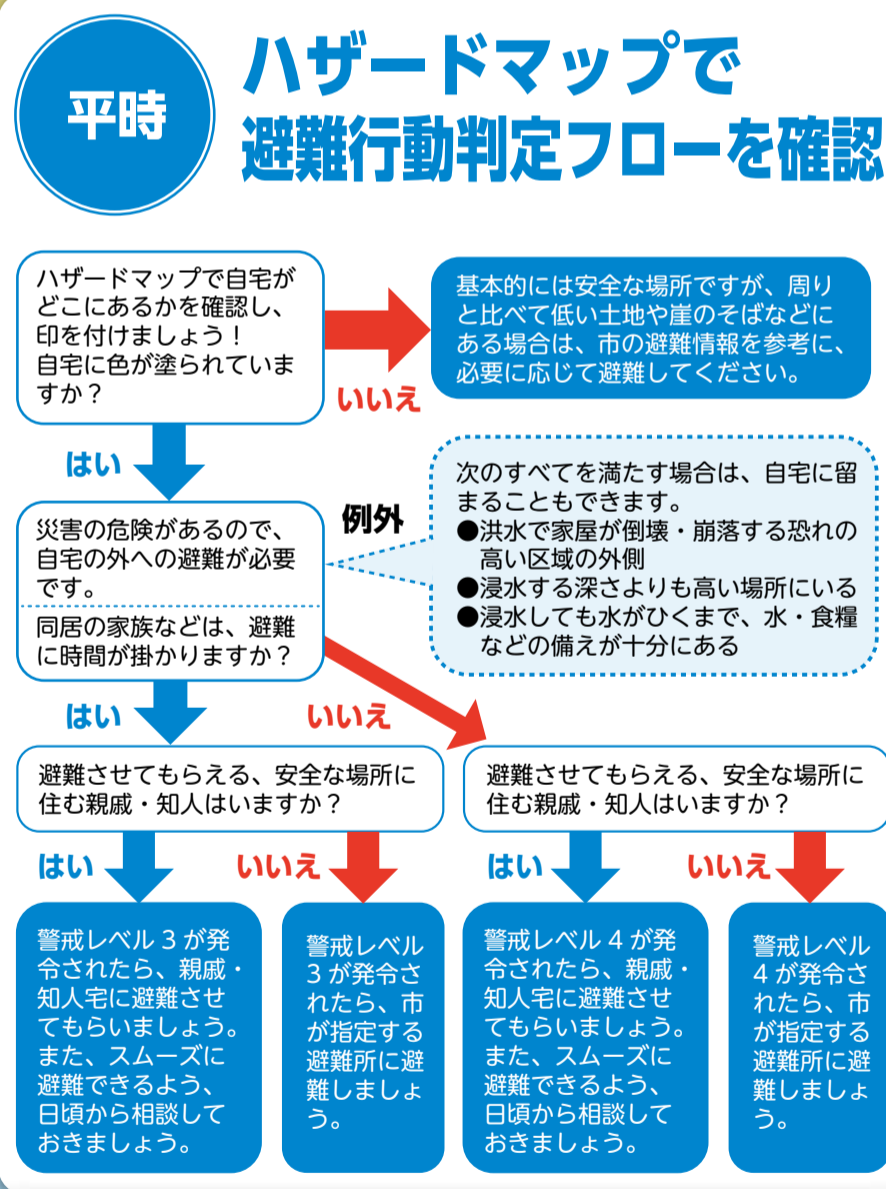 平時
ハザードマップで
避難行動判定フローを確認
ハザードマップで自宅が
どこにあるかを確認し、
印を付けましょう！
自宅に色が塗られていま
すか？
いいえ
基本的には安全な場所ですが、周り
と比べて低い土地や崖のそばなどに
ある場合は、市の避難情報を参考に、
必要に応じて避難してください。
はい
災害の危険があるので、
自宅の外への避難が必要
です。
例外
次のすべてを満たす場合は、自宅に留
まることもできます。
●洪水で家屋が倒壊・崩落する恐れの
高い区域の外側
●浸水する深さよりも高い場所にいる
●浸水しても水がひくまで、水・食糧
などの備えが十分にある
同居の家族などは、避難
に時間が掛かりますか？
はい
いいえ
避難させてもらえる、安全な場所に
住む親戚・知人はいますか？
避難させてもらえる、安全な場所に
住む親戚・知人はいますか？
はい
いいえ
はい
いいえ
警戒レベル３が発
令されたら、親戚・
知人宅に避難させ
てもらいましょう。
また、スムーズに
避難できるよう、
日頃から相談して
おきましょう。
警戒レベル
３が発令さ
れたら、市
が指定する
避難所に避
難しましょ
う。
警戒レベル４が発
令されたら、親戚・
知人宅に避難させ
てもらいましょう。
また、スムーズに
避難できるよう、
日頃から相談して
おきましょう。
警戒レベル
４が発令さ
れたら、市
が指定する
避難所に避
難しましょ
う。